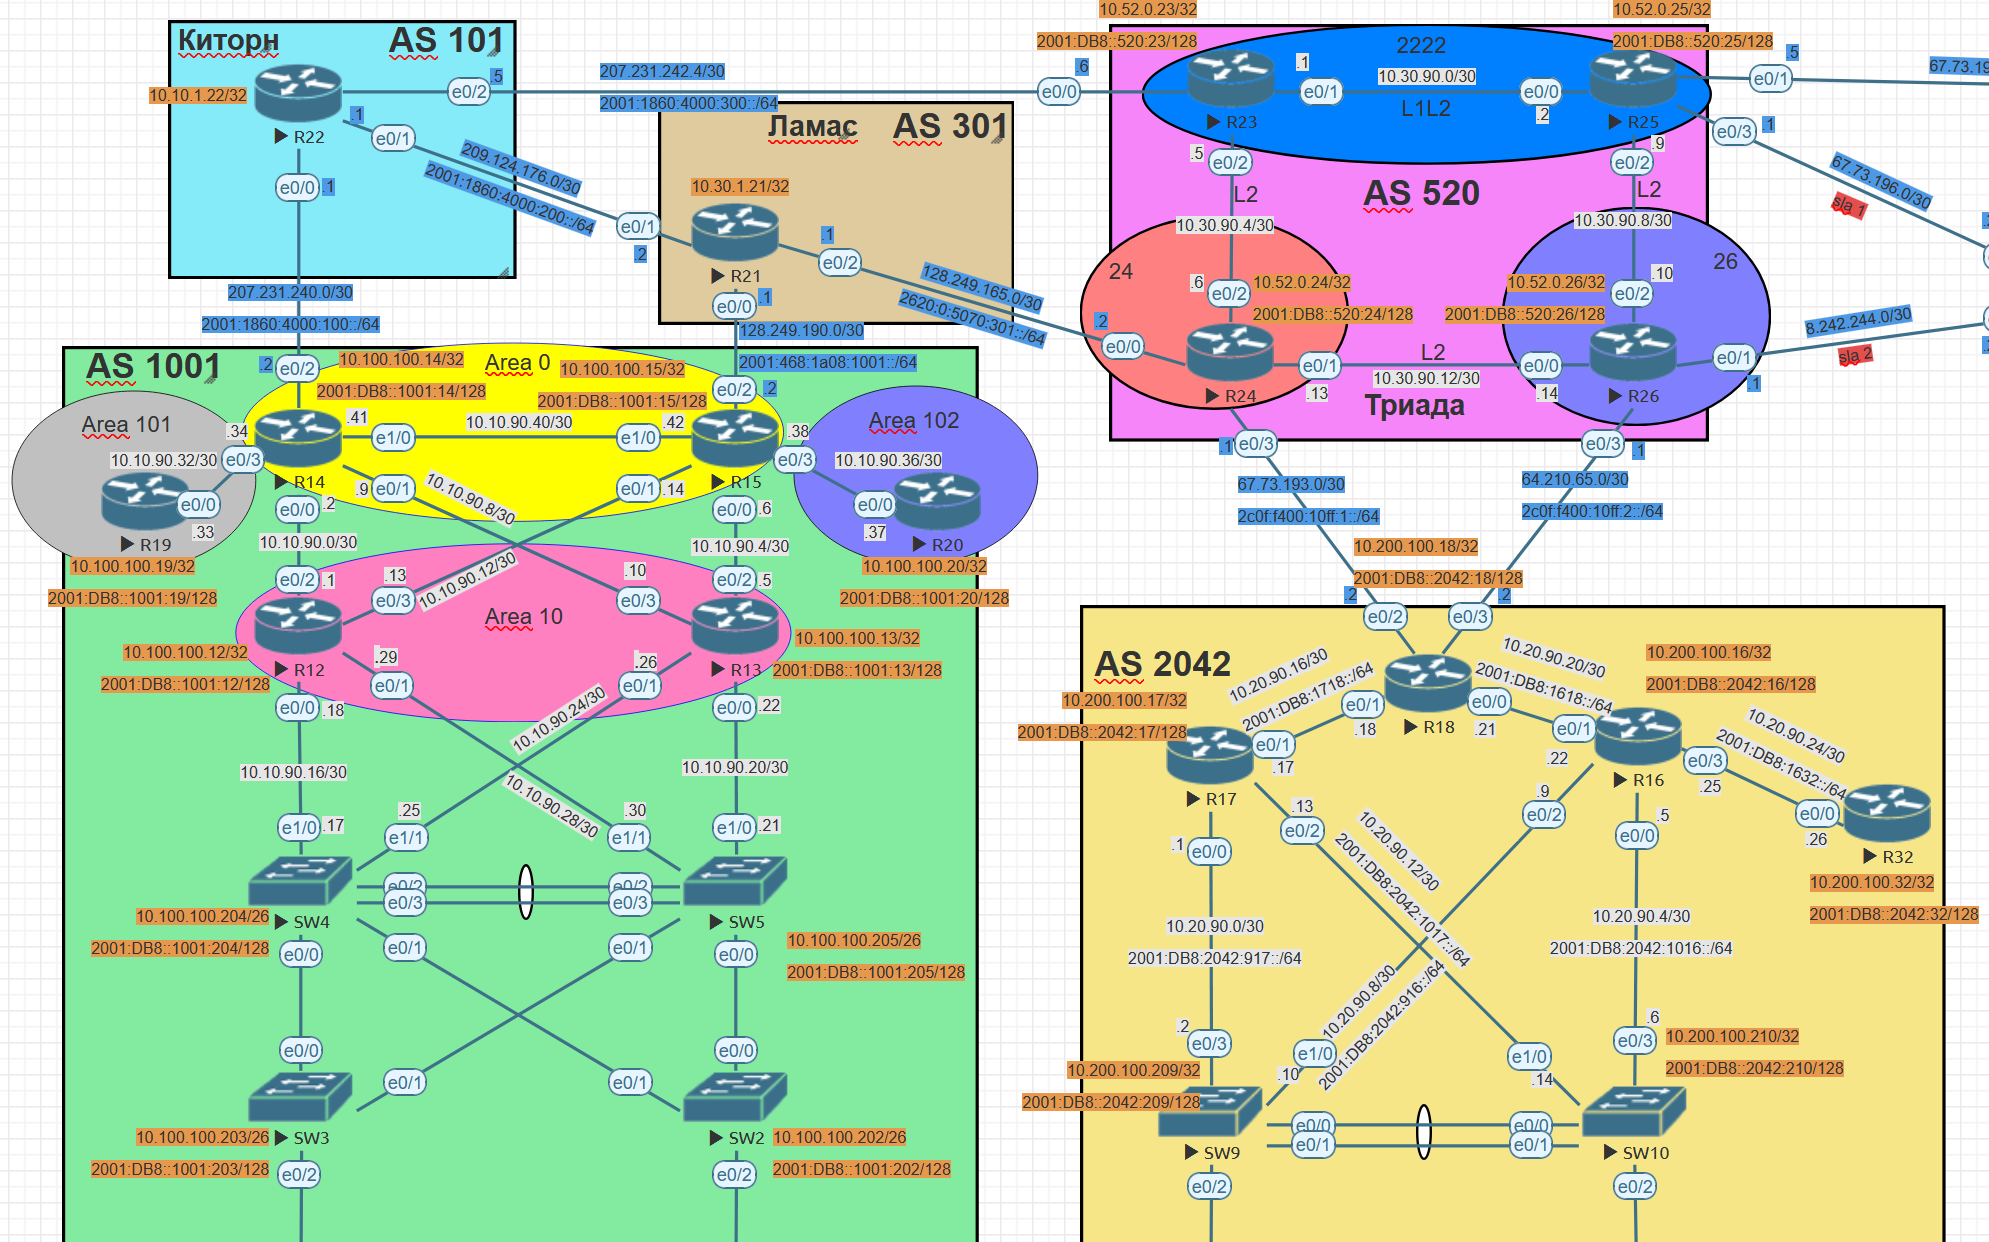 Киторн
AS 101
10.10.1.22/32
R22
e0/2
.5
.1
e0/1
e0/0
.1
207.231.242.4/30
2001:1860:4000:300::/64
209.124.176.0/30
2001:1860:4000:200::/64
207.231.240.0/30
2001:1860:4000:100::/64
Ламас
AS 301
10.30.1.21/32
R21
e0/1
.2
.1
e0/2
e0/0
.1
128.249.165.0/30
2620:0:5070:301::/64
128.249.190.0/30
2001:468:1a08:1001::/64
10.52.0.23/32
2001:DB8::520:23/128
10.52.0.25/32
2001:DB8::520:25/128
2222
.6
e0/0
R23
.1
e0/1
10.30.90.0/30
L1L2
e0/0
.2
R25
.5
e0/1
67.73.19
e0/3
.1
67.73.196.0/30
sla 1
.5
e0/2
L2
10.30.90.4/30
AS 520
.9
e0/2
L2
10.30.90.8/30
24
.6
e0/2
10.52.0.24/32
2001:DB8::520:24/128
26
.10
e0/2
10.52.0.26/32
2001:DB8::520:26/128
.2
e0/0
R24
e0/1
.13
L2
10.30.90.12/30
e0/0
.14
R26
e0/1
.1
8.242.244.0/30
sla 2
Триада
.1
e0/3
e0/3
.1
67.73.193.0/30
2c0f:f400:10ff:1::/64
64.210.65.0/30
2c0f:f400:10ff:2::/64
AS 1001
.2
e0/2
10.100.100.14/32
2001:DB8::1001:14/128
Area 0
10.100.100.15/32
2001:DB8::1001:15/128
e0/2
.2
Area 101
.34
e0/3
10.10.90.32/30
e0/0
.33
R19
10.100.100.19/32
2001:DB8::1001:19/128
R14
.41
e1/0
10.10.90.40/30
e1/0
.42
R15
.9
e0/1
10.10.90.8/30
e0/1
.14
Area 102
.38
e0/3
10.10.90.36/30
e0/0
.37
R20
10.100.100.20/32
2001:DB8::1001:20/128
e0/0
.2
10.10.90.0/30
e0/2
.1
e0/0
.6
10.10.90.4/30
e0/2
.5
.13
e0/3
10.10.90.12/30
.10
e0/3
Area 10
R12
10.100.100.12/32
2001:DB8::1001:12/128
R13
10.100.100.13/32
2001:DB8::1001:13/128
.29
e0/1
.26
e0/1
e0/0
.18
e0/0
.22
10.10.90.24/30
10.10.90.28/30
10.10.90.16/30
10.10.90.20/30
e1/0
.17
.25
e1/1
.30
e1/1
e1/0
.21
SW4
e0/2
e0/3
e0/2
e0/3
SW5
10.100.100.204/26
2001:DB8::1001:204/128
10.100.100.205/26
2001:DB8::1001:205/128
e0/0
e0/1
e0/1
e0/0
e0/0
e0/1
e0/1
e0/0
10.100.100.203/26
SW3
2001:DB8::1001:203/128
e0/2
SW2
10.100.100.202/26
2001:DB8::1001:202/128
e0/2
10.200.100.18/32
2001:DB8::2042:18/128
.2
e0/2
.2
e0/3
AS 2042
R18
10.20.90.16/30
2001:DB8:1718::/64
e0/1
.18
10.20.90.20/30
2001:DB8:1618::/64
e0/0
.21
10.200.100.17/32
2001:DB8::2042:17/128
e0/1
.17
R17
10.200.100.16/32
2001:DB8::2042:16/128
e0/1
.22
R16
e0/3
.25
10.20.90.24/30
2001:DB8:1632::/64
e0/0
.26
R32
10.200.100.32/32
2001:DB8::2042:32/128
.1
e0/0
.13
e0/2
.9
e0/2
.5
e0/0
10.20.90.12/30
2001:DB8:2042:1017::/64
10.20.90.0/30
2001:DB8:2042:917::/64
10.20.90.4/30
2001:DB8:2042:1016::/64
10.20.90.8/30
2001:DB8:2042:916::/64
.2
e0/3
e1/0
.10
e1/0
.14
.6
e0/3
10.200.100.209/32
2001:DB8::2042:209/128
SW9
10.200.100.210/32
2001:DB8::2042:210/128
SW10
e0/0
e0/1
e0/0
e0/1
e0/2
e0/2